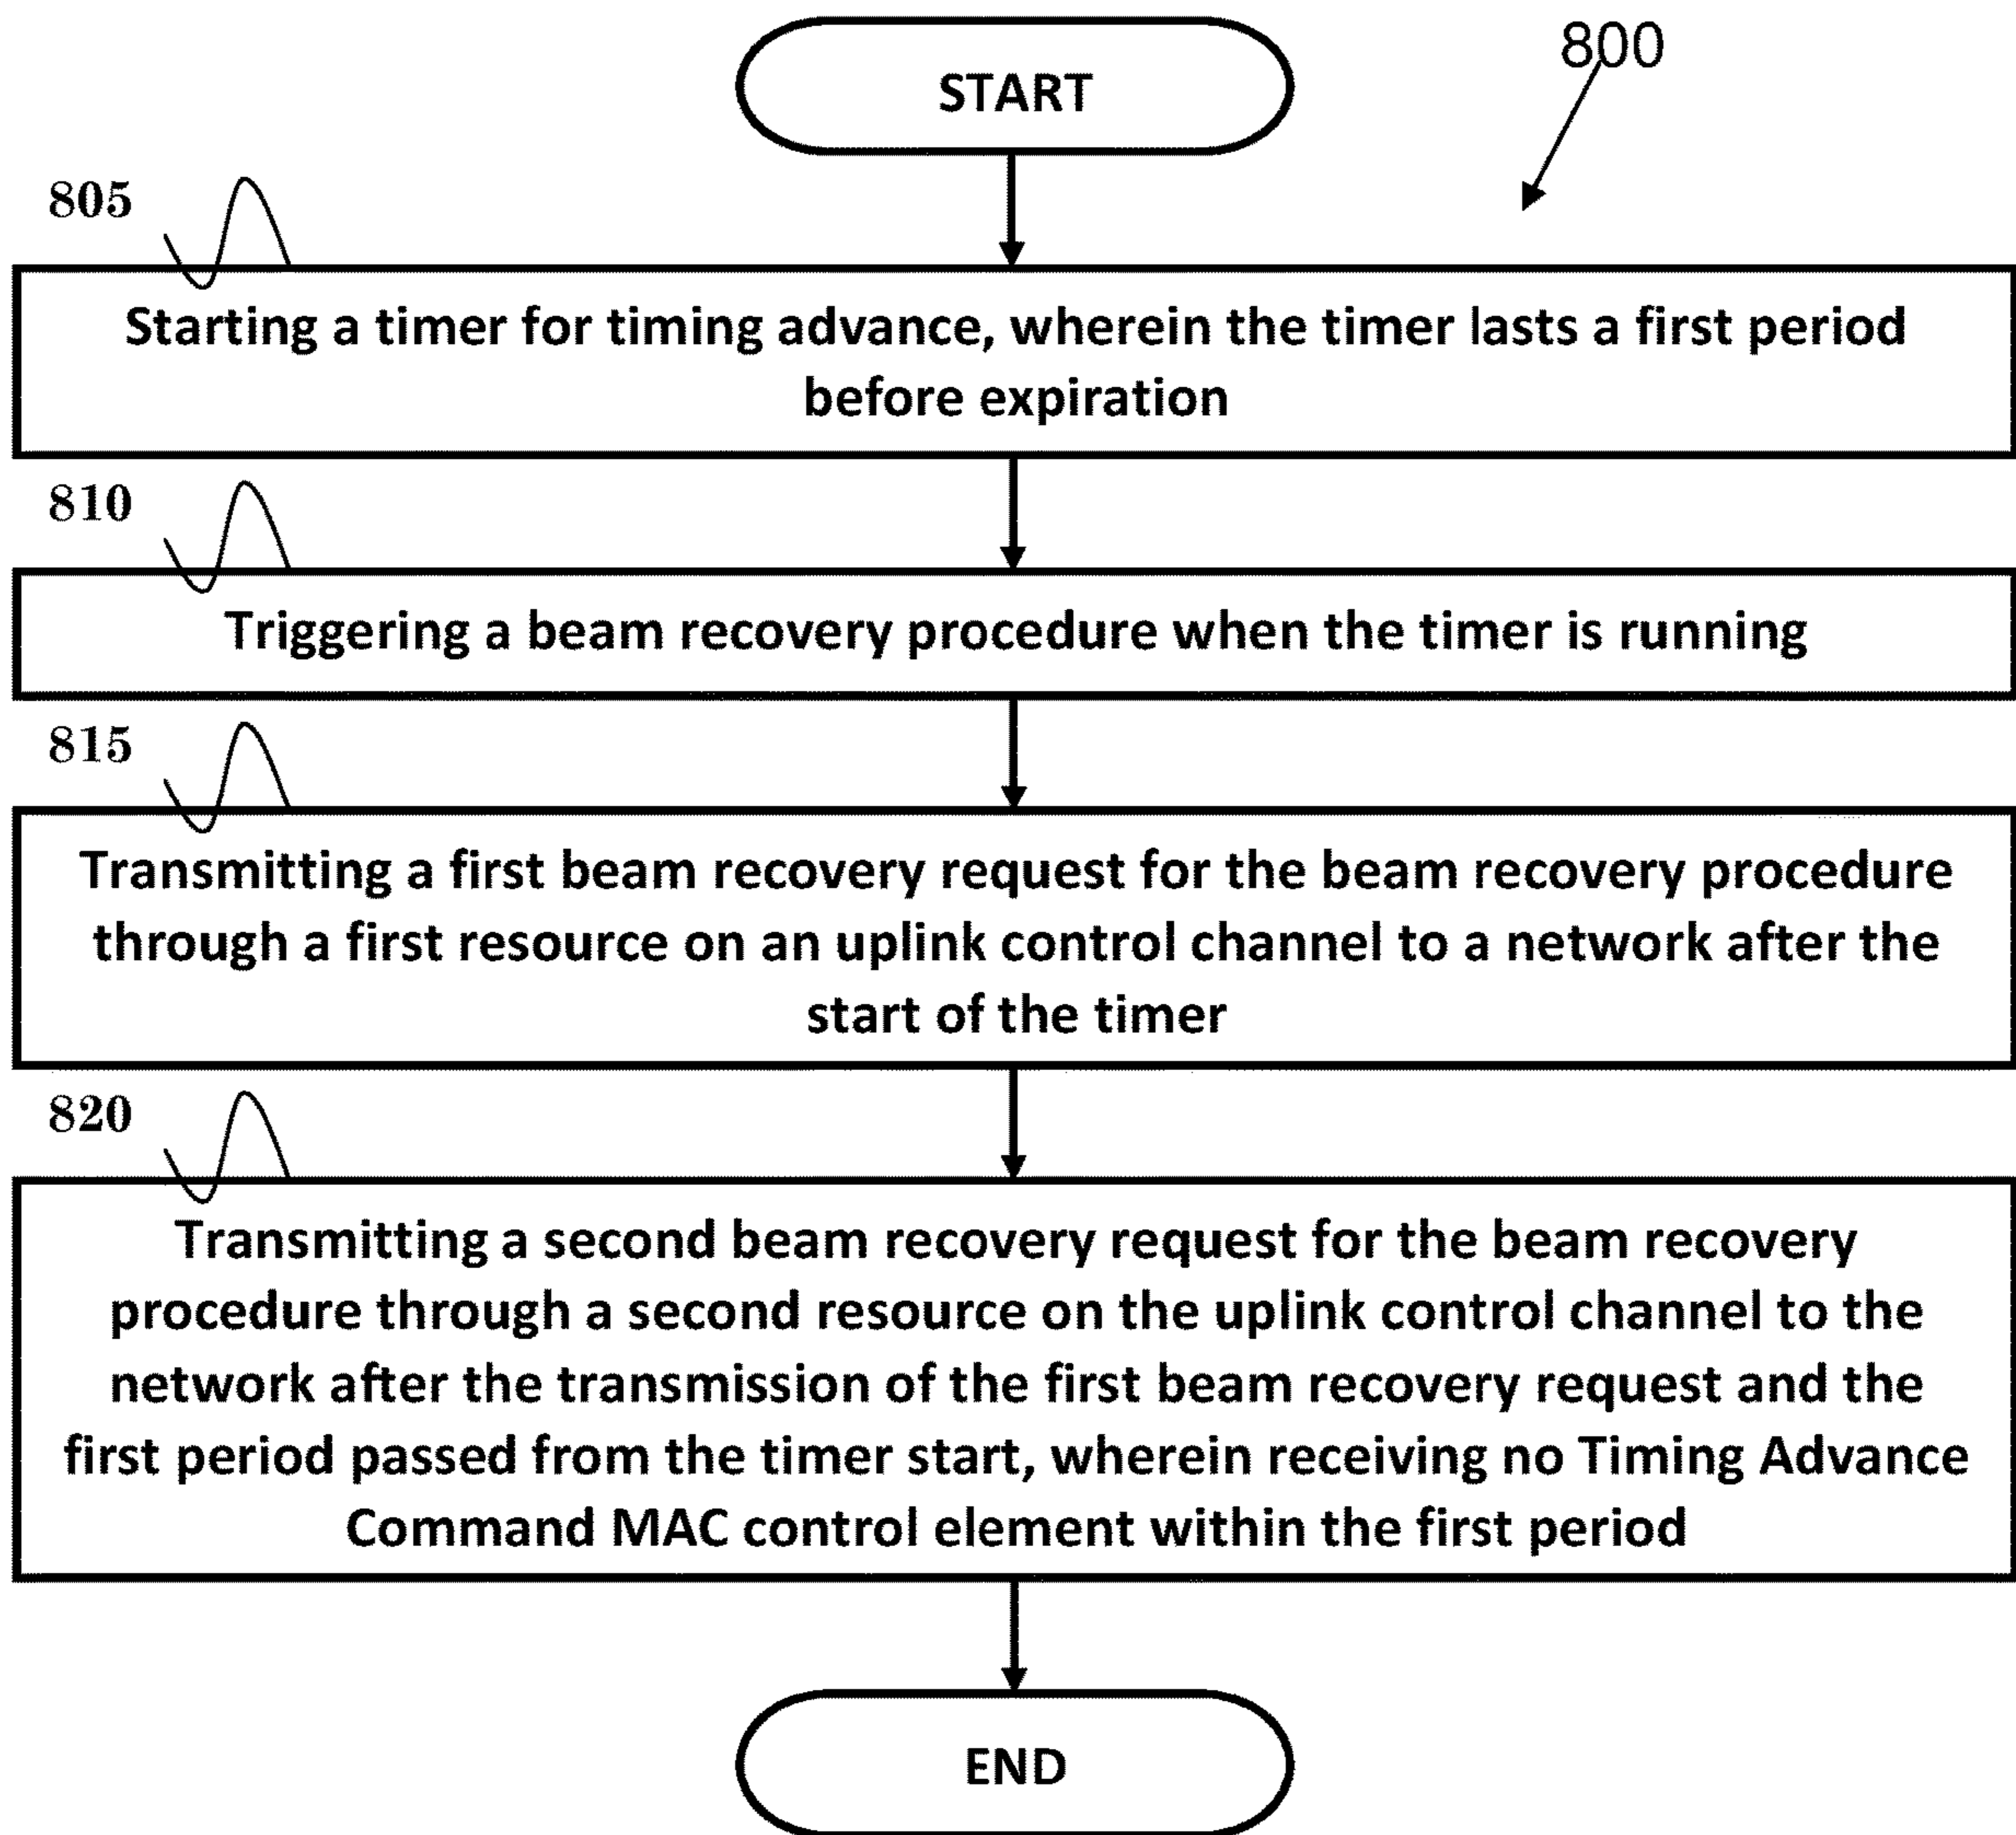 START
800
805
Starting a timer for timing advance, wherein the timer lasts a first period
before expiration
810
Triggering a beam recovery procedure when the timer is running
815
Transmitting a first beam recovery request for the beam recovery procedure
through a first resource on an uplink control channel to a network after the
start of the timer
820
Transmitting a second beam recovery request for the beam recovery
procedure through a second resource on the uplink control channel to the
network after the transmission of the first beam recovery request and the
first period passed from the timer start, wherein receiving no Timing Advance
Command MAC control element within the first period
END